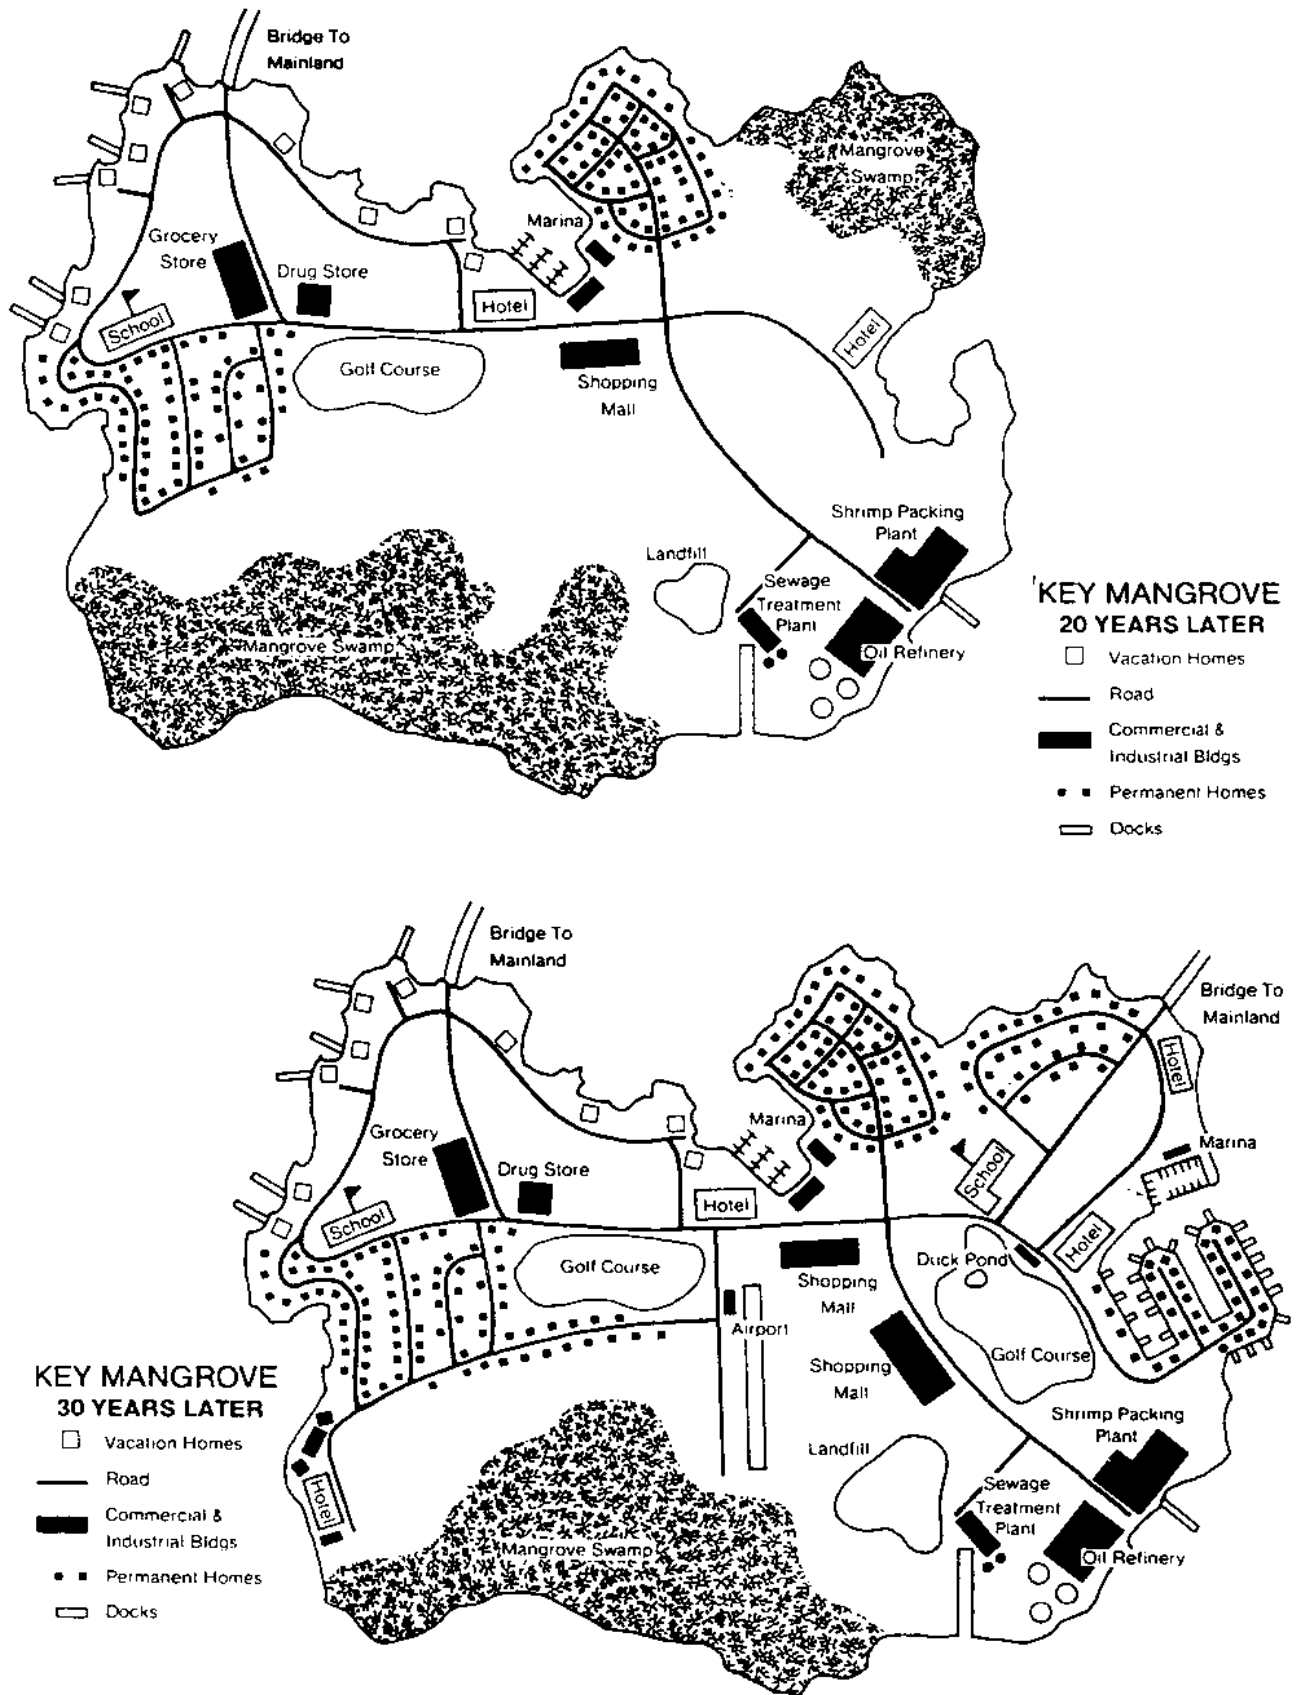 Bridge To
Mainland
Mangrove
Swamp
Marina
Grocery
Store
Drug Store
Hotel
School
Hotel
Golf Course
Shopping
Mall
Shrimp Packing
Plant
Landfill
Sewage
Treatment
Plant
Oil Refinery
Mangrove Swamp
'KEY MANGROVE
20 YEARS LATER
Vacation Homes
Road
Commercial &
Industrial Bldgs
Permanent Homes
Docks
Bridge To
Mainland
Bridge To
Mainland
Hotel
Marina
Grocery
Store
Drug Store
Marina
School
Hotel
School
Hotel
Duck Pond
Golf Course
Shopping
Mall
Airport
Golf Course
Shopping
Mall
Shrimp Packing
Plant
Landfill
Sewage
Treatment
Plant
Oil Refinery
Hotel
Mangrove Swamp
KEY MANGROVE
30 YEARS LATER
Vacation Homes
Road
Commercial &
Industrial Bldgs
Permanent Homes
Docks